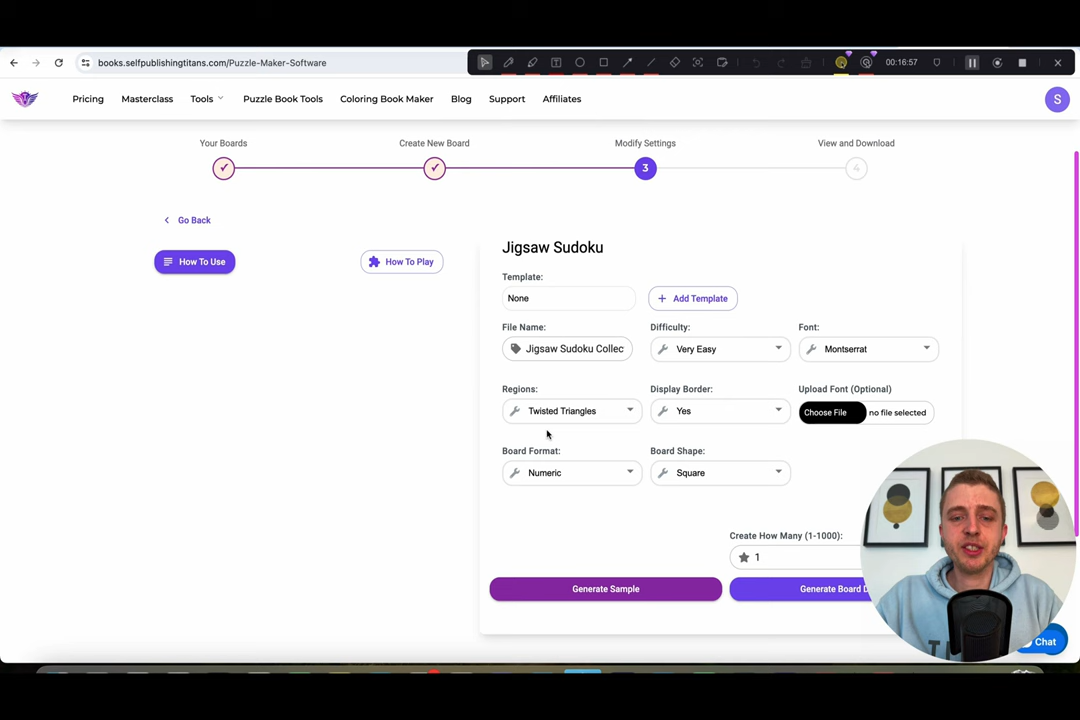 books.selfpublishingtitans.com/Puzzle-Maker-Software
00:16:57
Pricing
Masterclass
Tools
Puzzle Book Tools
Coloring Book Maker
Blog
Support
Affiliates
S
Your Boards
Create New Board
Modify Settings
View and Download
3
4
Go Back
How To Use
How To Play
Jigsaw Sudoku
Template:
None
Add Template
File Name:
Difficulty:
Font:
Jigsaw Sudoku Collec
Very Easy
Montserrat
Regions:
Display Border:
Upload Font (Optional)
Twisted Triangles
Yes
Choose File
no file selected
Board Format:
Board Shape:
Numeric
Square
Create How Many (1-1000):
1
Generate Sample
Generate Board D
Chat